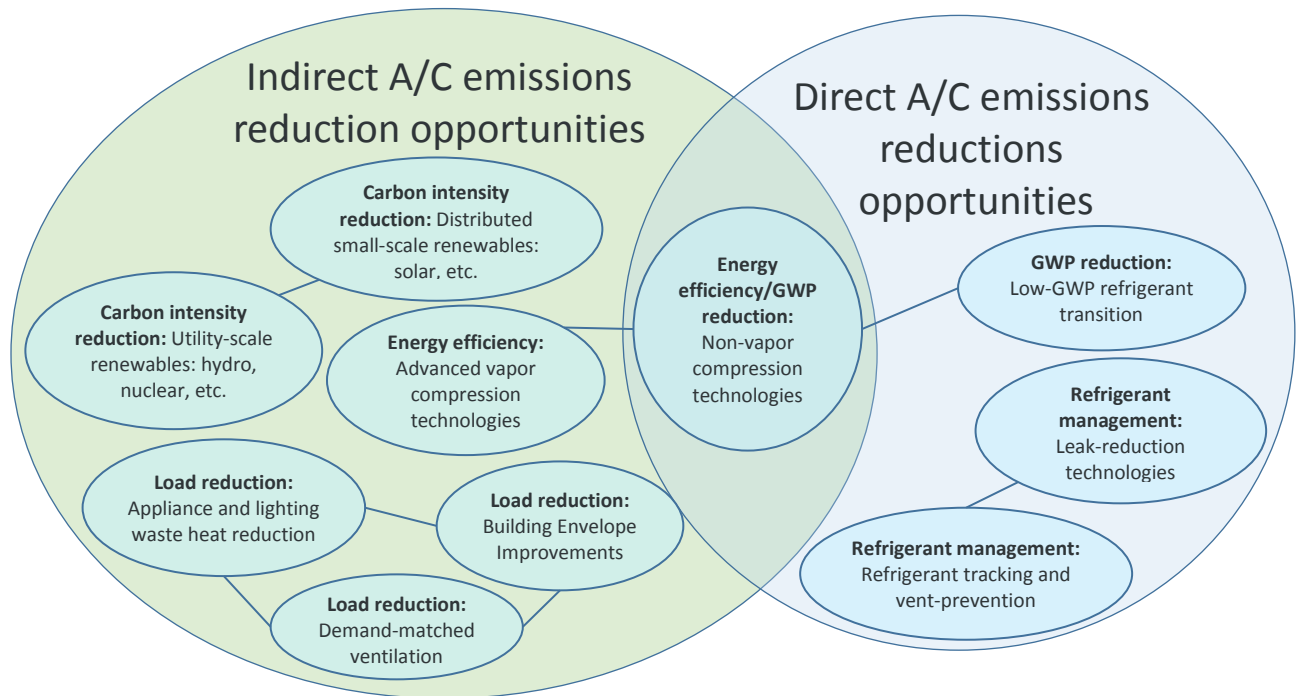 Indirect A/C emissions
reduction opportunities
Direct A/C emissions
reductions
opportunities
Carbon intensity
reduction: Distributed
small-scale renewables:
solar, etc.
Carbon intensity
reduction: Utility-scale
renewables: hydro,
nuclear, etc.
Energy efficiency:
Advanced vapor
compression
technologies
Energy
efficiency/GWP
reduction:
Non-vapor
compression
technologies
GWP reduction:
Low-GWP refrigerant
transition
Refrigerant
management:
Leak-reduction
technologies
Load reduction:
Appliance and lighting
waste heat reduction
Load reduction:
Building Envelope
Improvements
Refrigerant management:
Refrigerant tracking and
vent-prevention
Load reduction:
Demand-matched
ventilation